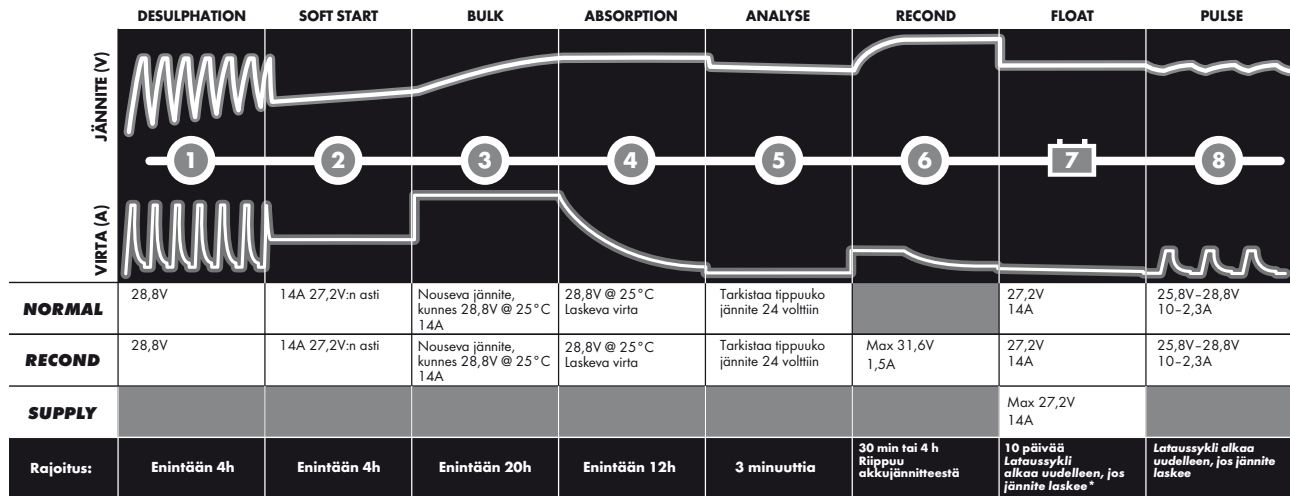 DESULPHATION SOFT START BULK ABSORPTION ANALYSE RECOND FLOAT PULSE
JÄNNITE (V)
1 2 3 4 5 6 7 8
VIRTA (A)
NORMAL
28,8V
14A 27,2V:n asti
Nouseva jännite,
kunnes 28,8V @ 25°C
14A
28,8V @ 25°C
Laskeva virta
Tarkistaa tippuuko
jännite 24 volttiin
27,2V
14A
25,8V–28,8V
10–2,3A
RECOND
28,8V
14A 27,2V:n asti
Nouseva jännite,
kunnes 28,8V @ 25°C
14A
28,8V @ 25°C
Laskeva virta
Tarkistaa tippuuko
jännite 24 volttiin
Max 31,6V
1,5A
27,2V
14A
25,8V–28,8V
10–2,3A
SUPPLY
Max 27,2V
14A
Rajoitus:
Enintään 4h
Enintään 4h
Enintään 20h
Enintään 12h
3 minuuttia
30 min tai 4 h
Riippuu
akkujännitteestä
10 päivää
Lataussykli
alkaa uudelleen, jos
jännite laskee*
Lataussykli alkaa
uudelleen, jos jännite
laskee